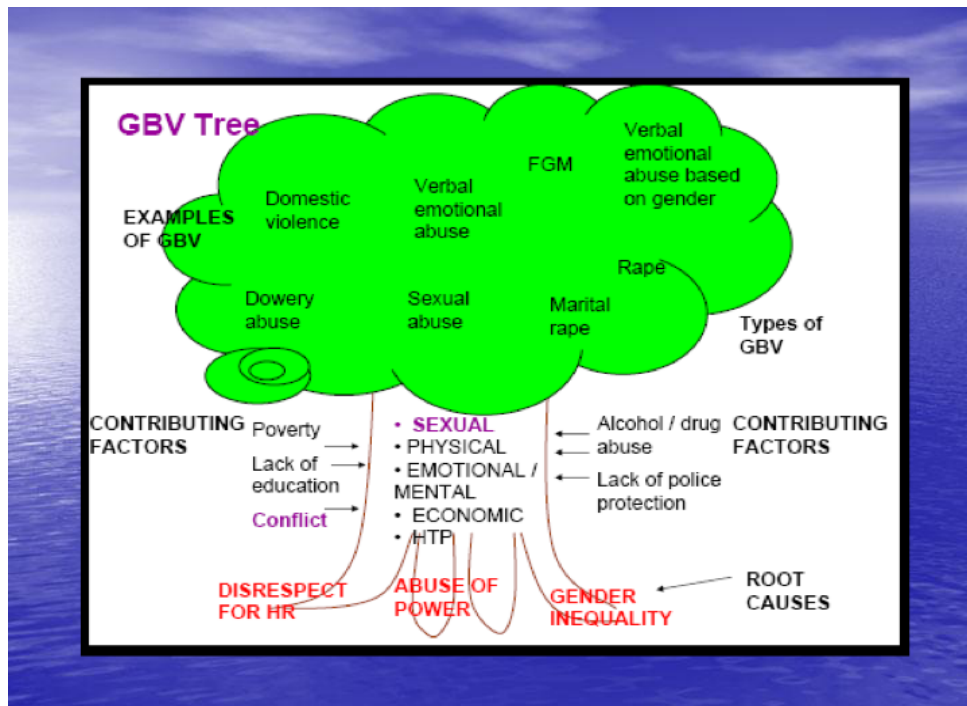 GBV Tree
EXAMPLES
OF GBV
Domestic
violence
Verbal
emotional
abuse
FGM
Verbal
emotional
abuse based
on gender
Dowery
abuse
Sexual
abuse
Marital
rape
Rape
Types of
GBV
CONTRIBUTING
FACTORS
Poverty
Lack of
education
Conflict
• SEXUAL
• PHYSICAL
• EMOTIONAL /
MENTAL
• ECONOMIC
• HTP
Alcohol / drug
abuse
Lack of police
protection
CONTRIBUTING
FACTORS
DISRESPECT
FOR HR
ABUSE OF
POWER
GENDER
INEQUALITY
ROOT
CAUSES